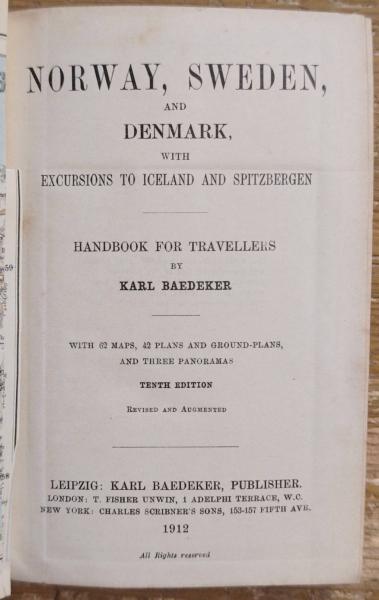 NORWAY, SWEDEN,
AND
DENMARK,
WITH
EXCURSIONS TO ICELAND AND SPITZBERGEN
HANDBOOK FOR TRAVELLERS
BY
KARL BAEDEKER
WITH 62 MAPS, 42 PLANS AND GROUND-PLANS,
AND THREE PANORAMAS
TENTH EDITION
REVISED AND AUGMENTED
LEIPZIG: KARL BAEDEKER, PUBLISHER.
LONDON: T. FISHER UNWIN, 1 ADELPHI TERRACE, W.C.
NEW YORK: CHARLES SCRIBNER'S SONS, 153-157 FIFTH AVE.
1912
All Rights reserved